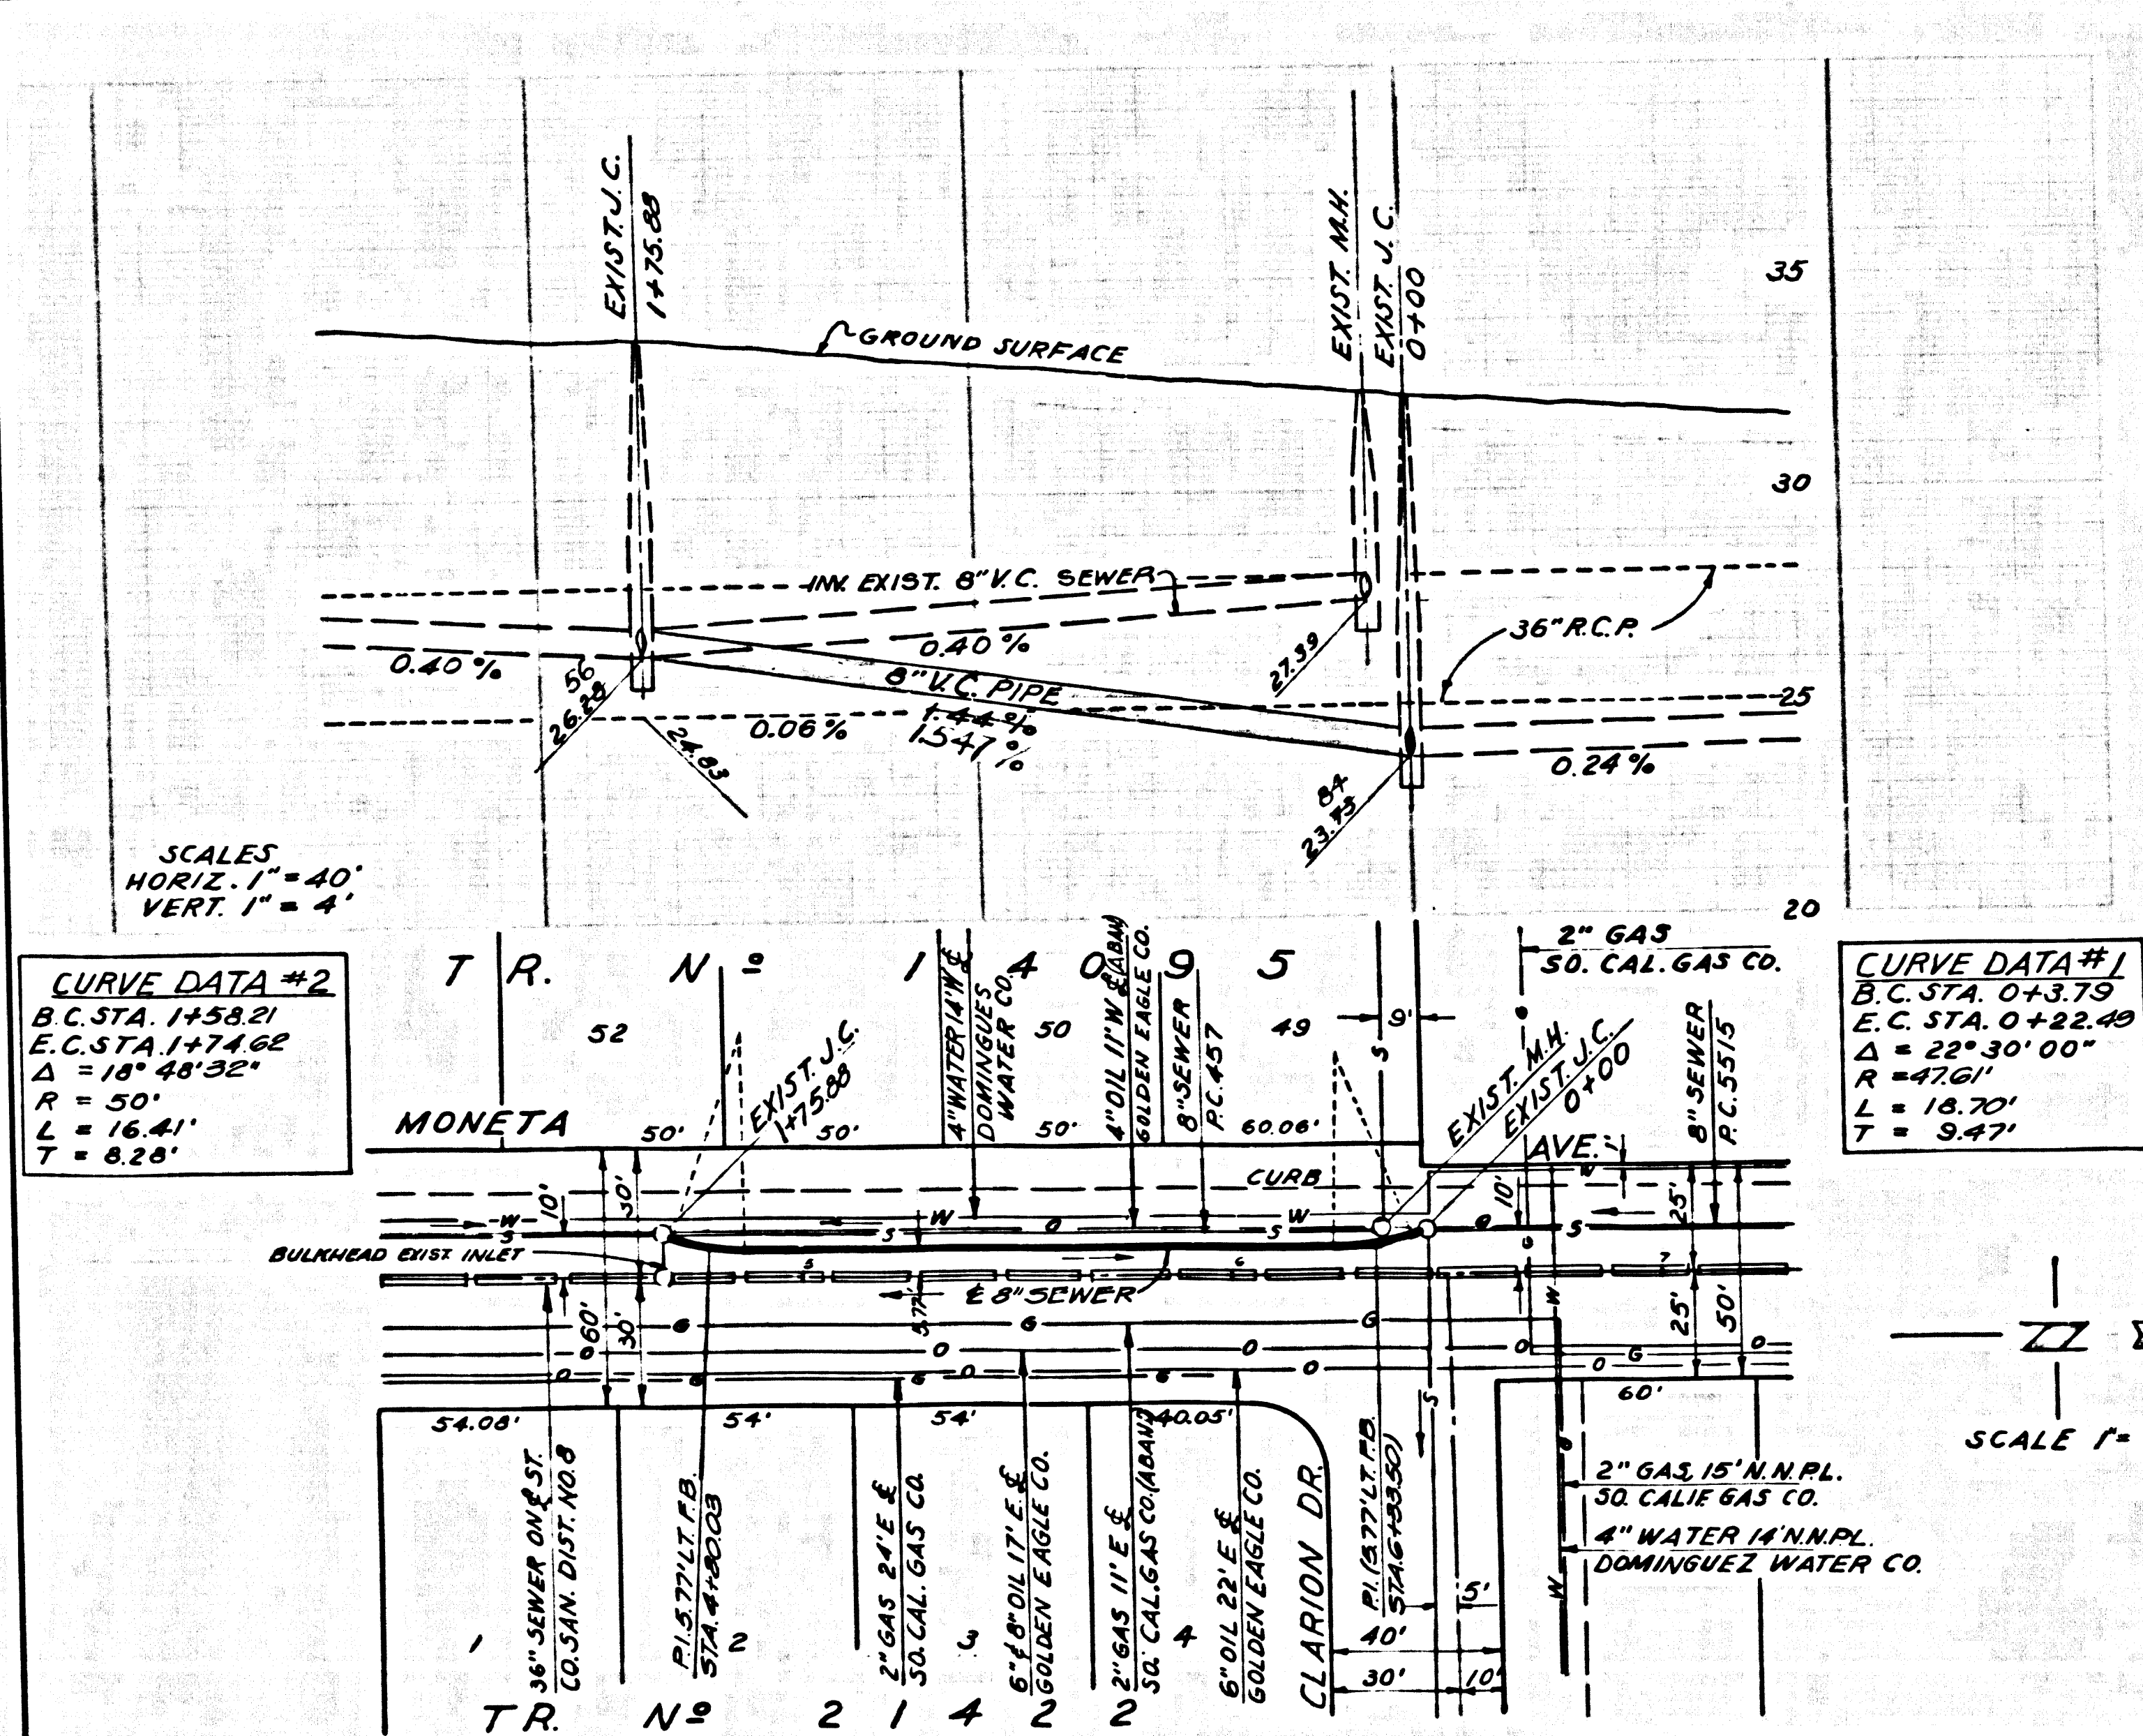 EXIST. J.C.
1+75.88
EXIST. M.H.
EXIST. J.C.
0+00
35
GROUND SURFACE
30
INV. EXIST. 8" V.C. SEWER
36" R.C.P.
0.40 %
0.40 %
56
26.28
27.39
8" V.C. PIPE
25
24.83
0.06 %
1.44 %
1.547 %
0.24 %
84
23.73
20
SCALES
HORIZ. 1" = 40'
VERT. 1" = 4'
CURVE DATA #2
B.C. STA. 1+58.21
E.C. STA. 1+74.62
Δ = 18° 48' 32"
R = 50'
L = 16.41'
T = 8.28'
CURVE DATA #1
B.C. STA. 0+3.79
E.C. STA. 0+22.49
Δ = 22° 30' 00"
R = 47.61'
L = 18.70'
T = 9.47'
TR. Nº 14095
52
50
49
4" WATER 14' W ℄
DOMINGUES
WATER CO.
4" OIL 11' W ℄ (ABAN)
GOLDEN EAGLE CO.
8" SEWER
P.C. 457
9'
2" GAS
SO. CAL. GAS CO.
8" SEWER
P.C. 5515
EXIST. J.C.
1+75.88
EXIST. M.H.
EXIST. J.C.
0+00
MONETA
AVE.
50'
50'
50'
60.06'
CURB
1'
10'
30'
10'
25'
W
S
W
O
S
W
S
O
S
W
BULKHEAD EXIST. INLET
5
6
7
℄ 8" SEWER
5.77'
60'
30'
25'
50'
G
G
G
O
O
O
O
O
O
O
G
G
G
G
O
54.08'
54'
54'
40.05'
60'
36" SEWER ON ℄ ST.
CO. SAN. DIST. NO. 8
P.I. 5.77' LT. F.B.
STA. 4+80.03
2" GAS 24' E ℄
SO. CAL. GAS CO.
6" & 8" OIL 17' E. ℄
GOLDEN EAGLE CO.
2" GAS 11' E ℄
SO. CAL. GAS CO. (ABAND)
6" OIL 22' E ℄
GOLDEN EAGLE CO.
CLARION DR.
P.I. (5.77' LT. F.B.
STA. 6+33.50)
2" GAS, 15' N. N. P.L.
SO. CALIF. GAS CO.
4" WATER 14' N.N.P.L.
DOMINGUEZ WATER CO.
SCALE 1"=
1
2
3
4
5'
40'
30'
10'
TR. Nº 21422